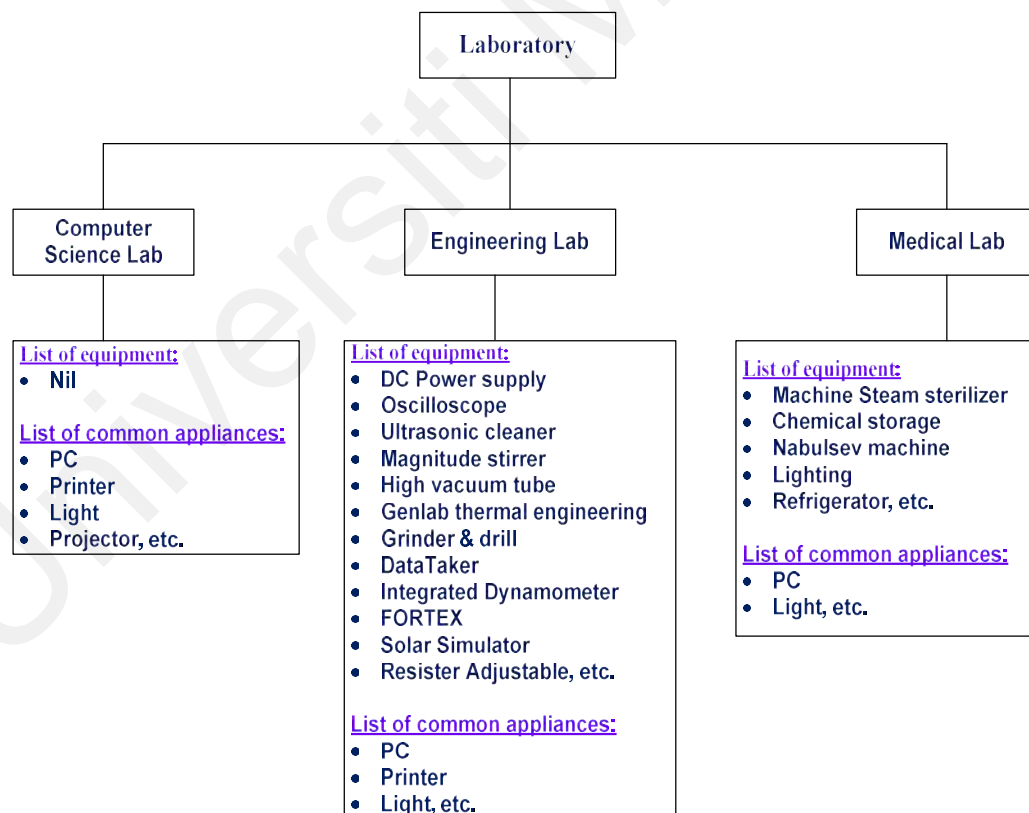 Universiti M
Laboratory
Computer
Science Lab
Engineering Lab
Medical Lab
List of equipment:
• Nil
List of common appliances:
• PC
• Printer
• Light
• Projector, etc.
List of equipment:
• DC Power supply
• Oscilloscope
• Ultrasonic cleaner
• Magnitude stirrer
• High vacuum tube
• Genlab thermal engineering
• Grinder & drill
• DataTaker
• Integrated Dynamometer
• FORTEX
• Solar Simulator
• Resister Adjustable, etc.
List of common appliances:
• PC
• Printer
• Light, etc.
List of equipment:
• Machine Steam sterilizer
• Chemical storage
• Nabulsev machine
• Lighting
• Refrigerator, etc.
List of common appliances:
• PC
• Light, etc.